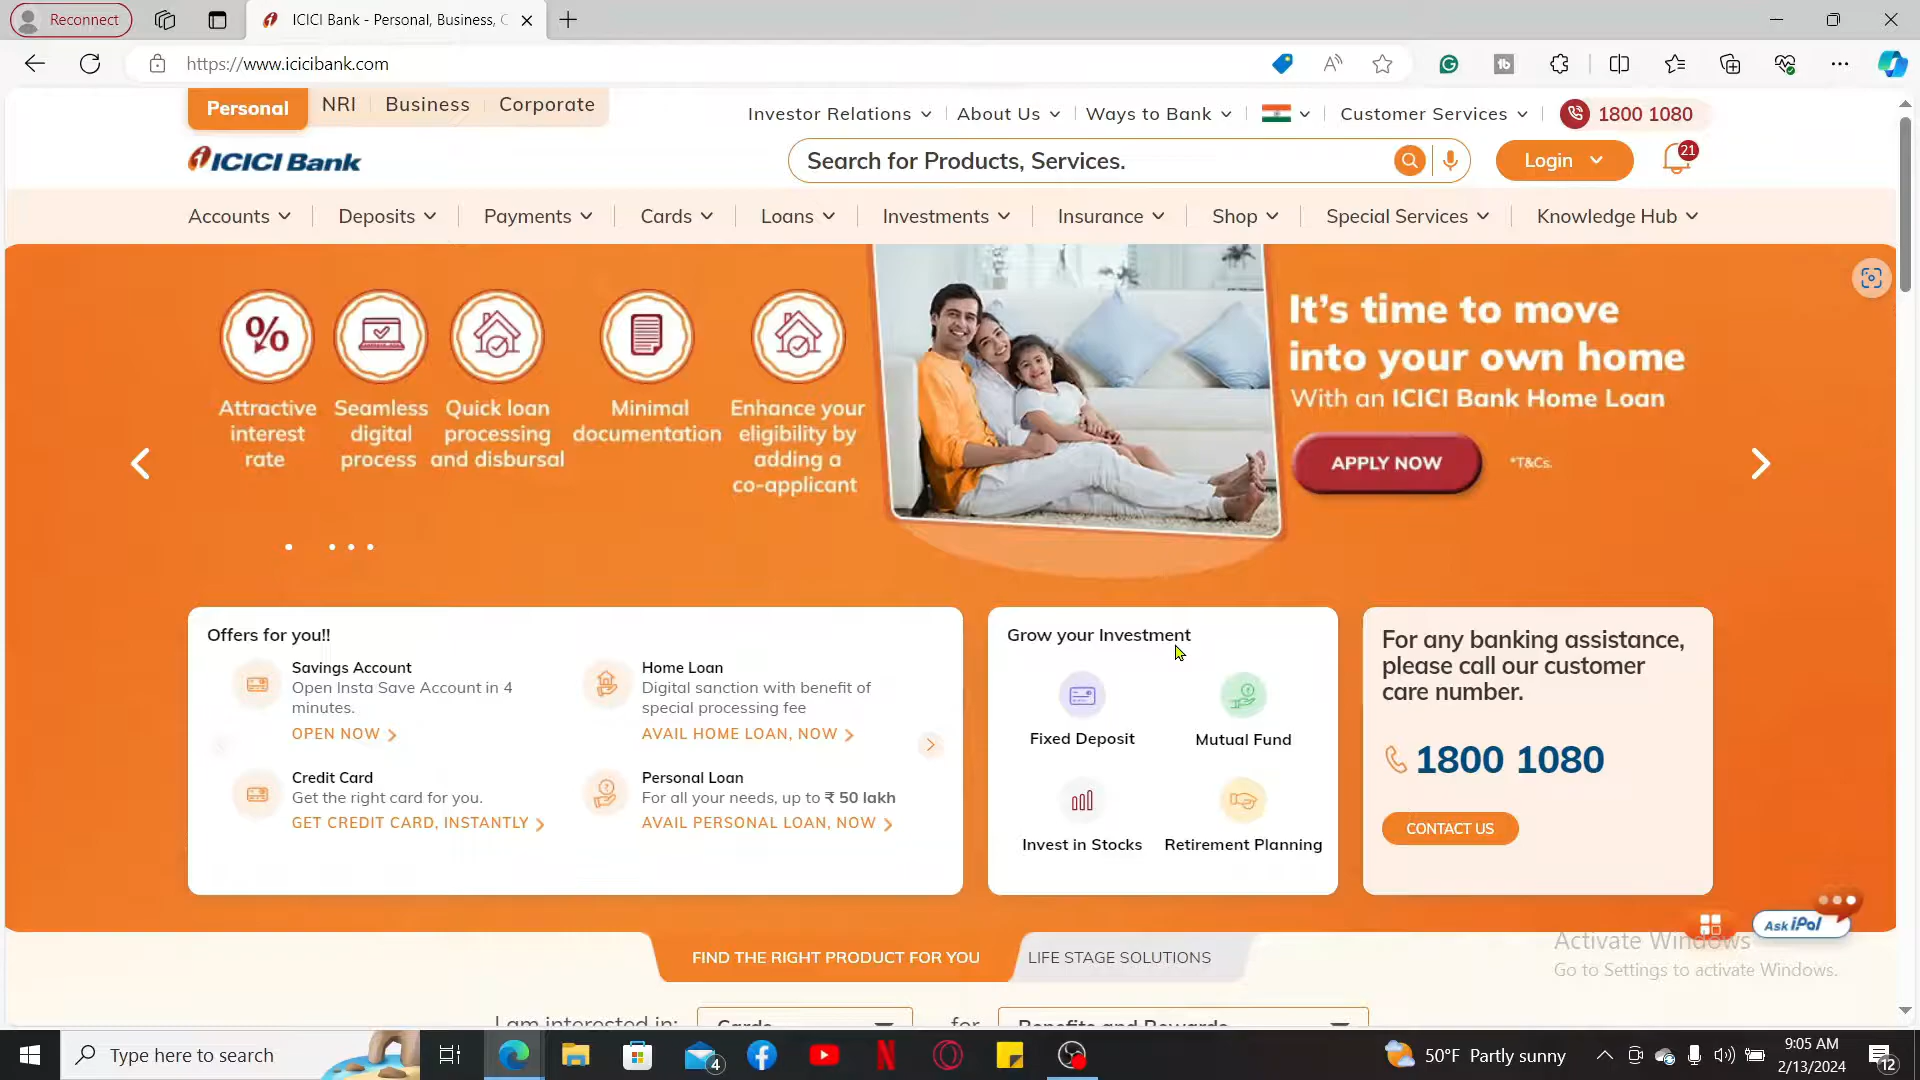 Reconnect
ICICI Bank - Personal, Business, C
https://www.icicibank.com
Personal
NRI
Business
Corporate
Investor Relations
About Us
Ways to Bank
Customer Services
1800 1080
ICICI Bank
Search for Products, Services.
Login
21
Accounts
Deposits
Payments
Cards
Loans
Investments
Insurance
Shop
Special Services
Knowledge Hub
Attractive
interest
rate
Seamless
digital
process
Quick loan
processing
and disbursal
Minimal
documentation
Enhance your
eligibility by
adding a
co-applicant
It's time to move
into your own home
With an ICICI Bank Home Loan
APPLY NOW
*T&Cs.
Offers for you!!
Savings Account
Open Insta Save Account in 4
minutes.
OPEN NOW
Home Loan
Digital sanction with benefit of
special processing fee
AVAIL HOME LOAN, NOW
Credit Card
Get the right card for you.
GET CREDIT CARD, INSTANTLY
Personal Loan
For all your needs, up to ₹ 50 lakh
AVAIL PERSONAL LOAN, NOW
Grow your Investment
Fixed Deposit
Mutual Fund
Invest in Stocks
Retirement Planning
For any banking assistance,
please call our customer
care number.
1800 1080
CONTACT US
Ask iPal
Activate Windows
Go to Settings to activate Windows.
FIND THE RIGHT PRODUCT FOR YOU
LIFE STAGE SOLUTIONS
I am interested in:
Cards
for
Benefits and Rewards
Type here to search
4
50°F Partly sunny
9:05 AM
2/13/2024
12